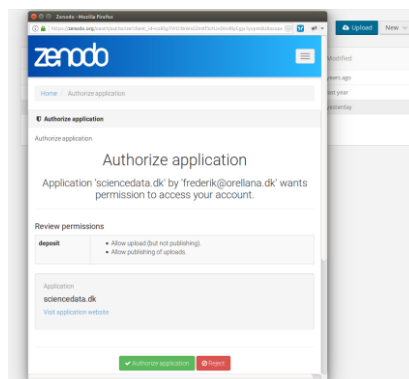 Zenodo - Mozilla Firefox
Upload
New
zenodo
Modified
years ago
last year
yesterday
Home / Authorize application
Authorize application
Authorize application
Authorize application
Application 'sciencedata.dk' by 'frederik@orellana.dk' wants
permission to access your account.
Review permissions
deposit
Allow upload (but not publishing).
Allow publishing of uploads.
Application
sciencedata.dk
Visit application website
Authorize application
Reject